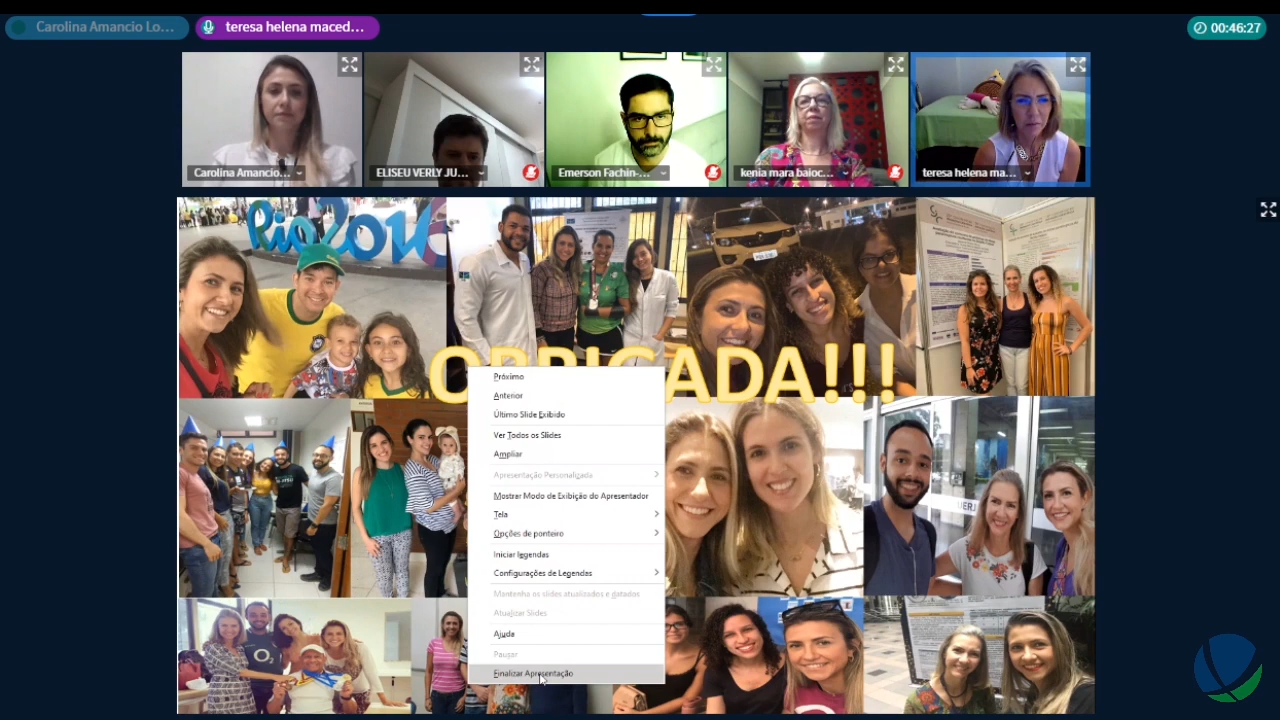 Carolina Amancio Lo...
teresa helena maced...
00:46:27
Carolina Amancio...
ELISEU VERLY JU...
Emerson Fachin-...
kenia mara baioc...
teresa helena ma...
Rio2016
OBRIGADA!!!
Próximo
Anterior
Último Slide Exibido
Ver Todos os Slides
Ampliar
Apresentação Personalizada
Mostrar Modo de Exibição do Apresentador
Tela
Opções de ponteiro
Iniciar legendas
Configurações de Legendas
Mantenha os slides atualizados e gatados
Atualizar Slides
Ajuda
Pausar
Finalizar Apresentação
UERJ
O2